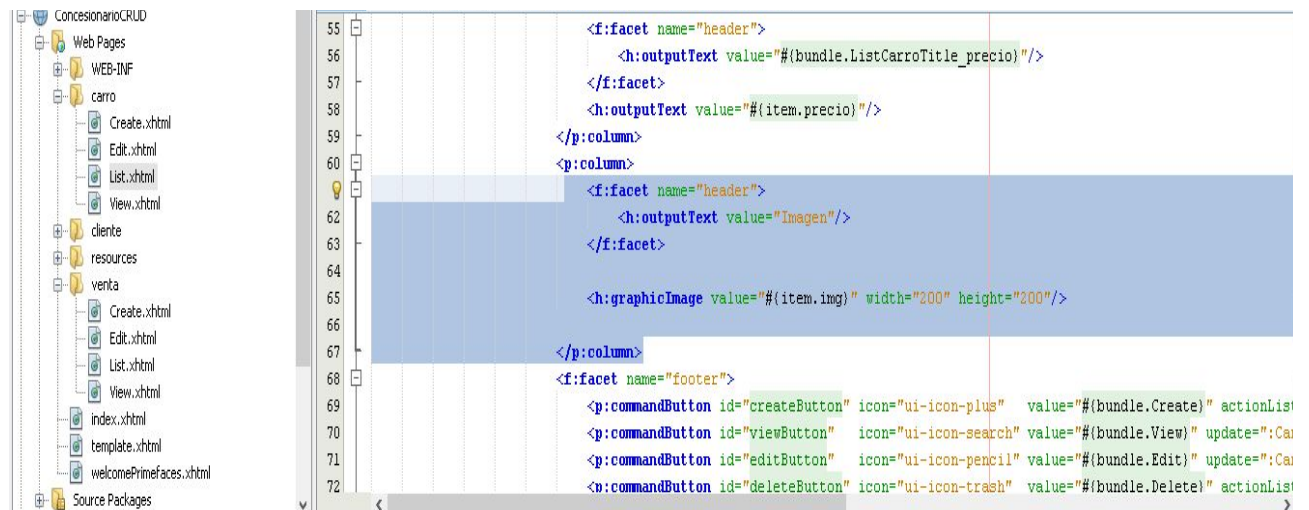 ConcesionarioCRUD
Web Pages
WEB-INF
carro
Create.xhtml
Edit.xhtml
List.xhtml
View.xhtml
cliente
resources
venta
Create.xhtml
Edit.xhtml
List.xhtml
View.xhtml
index.xhtml
template.xhtml
welcomePrimefaces.xhtml
Source Packages
55 <f:facet name="header">
56 <h:outputText value="#{bundle.ListCarroTitle_precio}"/>
57 </f:facet>
58 <h:outputText value="#{item.precio}"/>
59 </p:column>
60 <p:column>
<f:facet name="header">
62 <h:outputText value="Imagen"/>
63 </f:facet>
64
65 <h:graphicImage value="#{item.img}" width="200" height="200"/>
66
67 </p:column>
68 <f:facet name="footer">
69 <p:commandButton id="createButton" icon="ui-icon-plus" value="#{bundle.Create}" actionList
70 <p:commandButton id="viewButton" icon="ui-icon-search" value="#{bundle.View}" update=":Car
71 <p:commandButton id="editButton" icon="ui-icon-pencil" value="#{bundle.Edit}" update=":Car
72 <p:commandButton id="deleteButton" icon="ui-icon-trash" value="#{bundle.Delete}" actionList